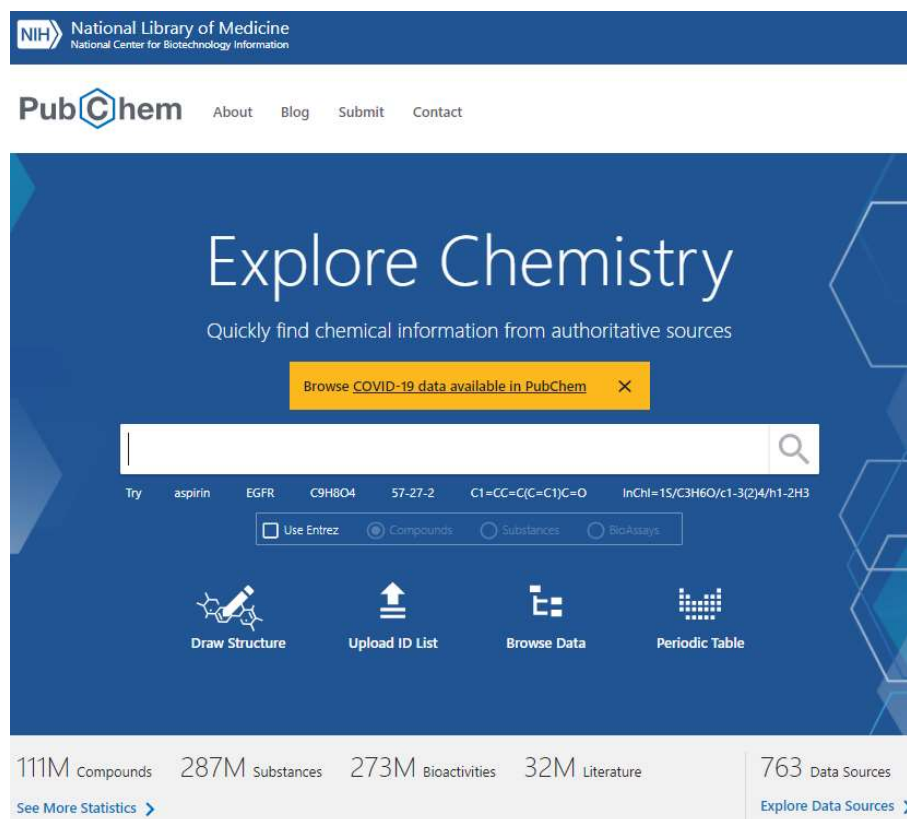 NIH National Library of Medicine
National Center for Biotechnology Information
PubChem About Blog Submit Contact
Explore Chemistry
Quickly find chemical information from authoritative sources
Browse COVID-19 data available in PubChem
Try aspirin EGFR C9H8O4 57-27-2 C1=CC=C(C=C1)C=O InChI=1S/C3H6O/c1-3(2)4/h1-2H3
Use Entrez Compounds Substances BioAssays
Draw Structure Upload ID List Browse Data Periodic Table
111M Compounds 287M Substances 273M Bioactivities 32M Literature 763 Data Sources
See More Statistics Explore Data Sources